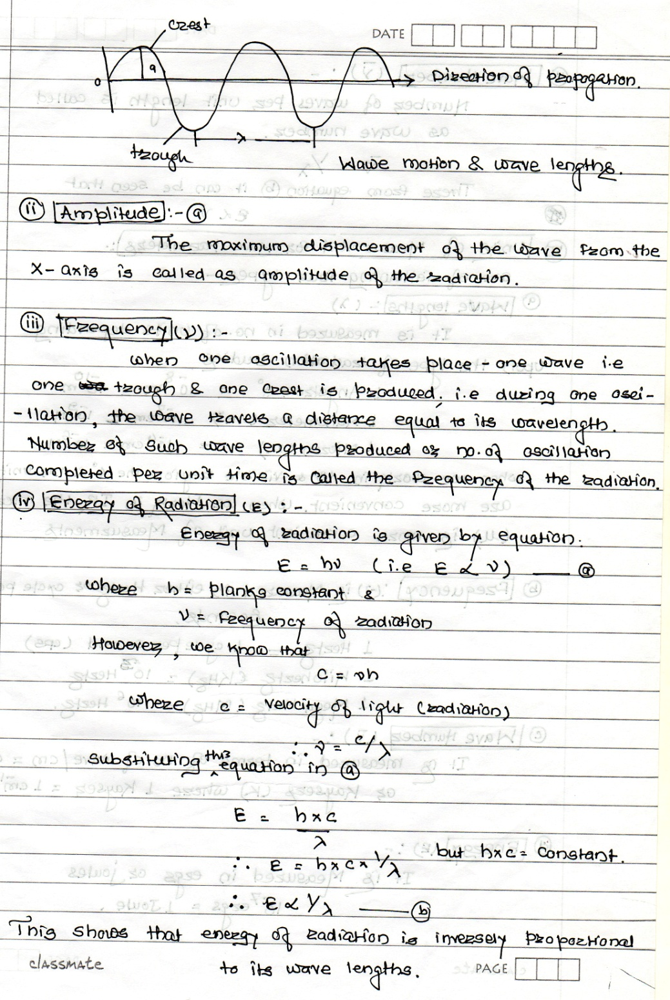 crest
DATE
a
0
Direction of propogation.
λ
trough
Wave motion & wave lengths.
(ii) Amplitude :- (a)
The maximum displacement of the wave from the
X-axis is called as amplitude of the radiation.
(iii) Frequency (ν) :-
when one oscillation takes place - one wave i.e
one trough & one crest is produced. i.e during one osci-
-llation, the wave travels a distance equal to its wavelength.
Number of such wave lengths produced or no. of oscillation
completed per unit time is called the frequency of the radiation.
(iv) Energy of Radiation (E) :-
Energy of radiation is given by equation.
E = hν (i.e E ∝ ν) —— (a)
where h = planks constant &
ν = frequency of radiation
However, we know that
c = νh
where c = velocity of light (radiation)
∴ ν = c/λ
substituting this equation in (a)
E = h×c
λ
but h×c = constant.
∴ E = h×c×1/λ
∴ E ∝ 1/λ —— (b)
This shows that energy of radiation is inversely proportional
to its wave lengths.
classmate
PAGE